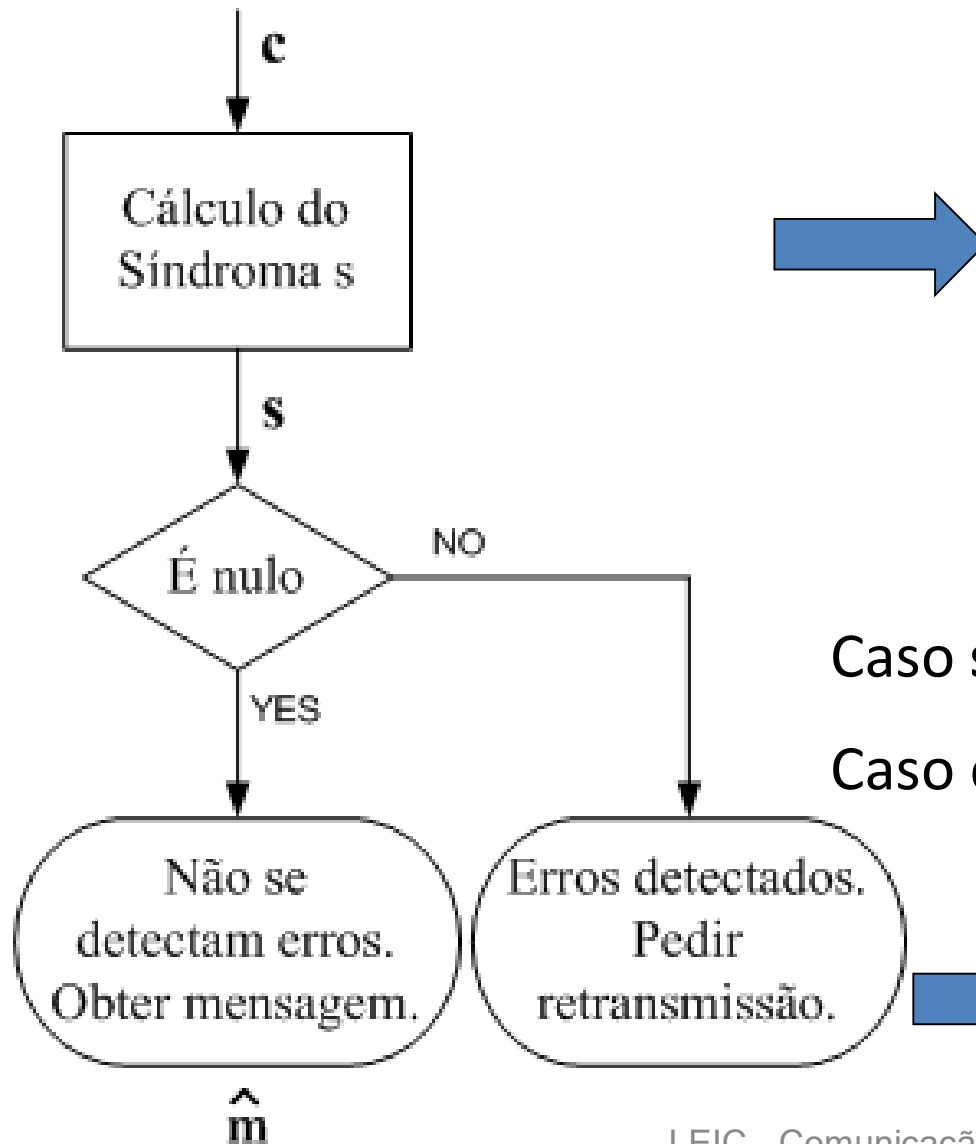 c
Cálculo do
Síndroma s
s
É nulo
NO
YES
Caso s
Caso
Não se
detectam erros.
Obter mensagem.
Erros detectados.
Pedir
retransmissão.
m̂
LEIC - Comunicação